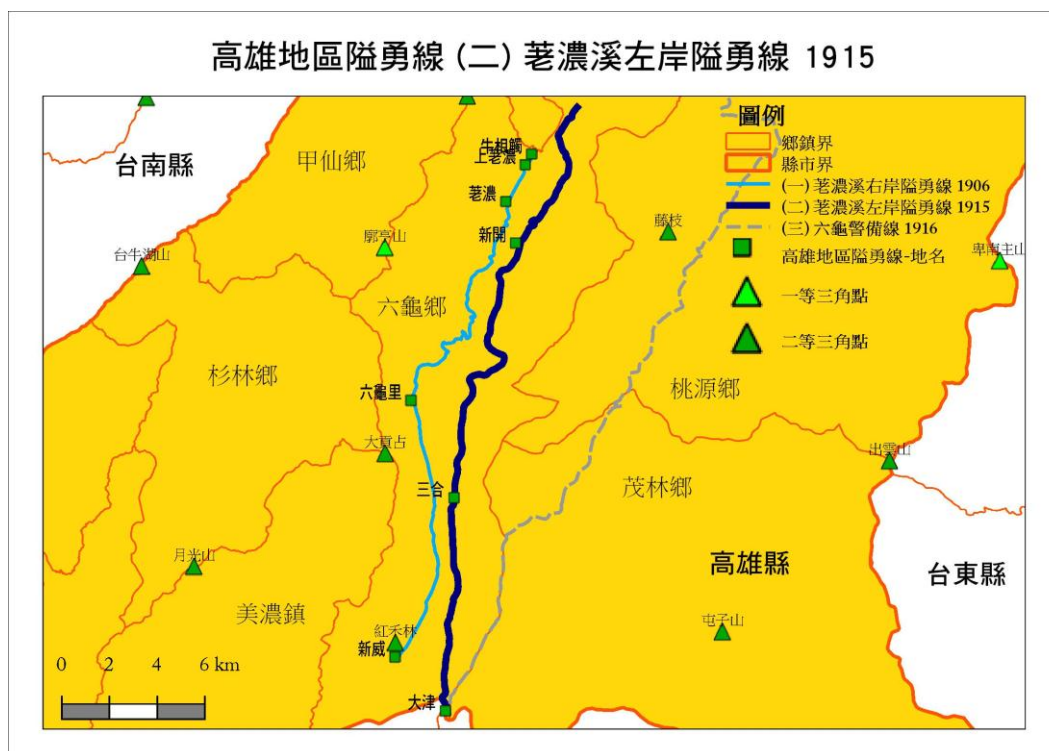 高雄地區隘勇線 (二) 荖濃溪左岸隘勇線 1915
圖例
鄉鎮界
縣市界
(一) 荖濃溪右岸隘勇線 1906
(二) 荖濃溪左岸隘勇線 1915
(三) 六龜警備線 1916
高雄地區隘勇線-地名
一等三角點
二等三角點
台南縣
甲仙鄉
牛相觸
上荖濃
荖濃
新開
藤枝
卑南主山
廓亭山
台牛湖山
六龜鄉
杉林鄉
六龜里
桃源鄉
大貢占
出雲山
三合
茂林鄉
月光山
高雄縣
台東縣
美濃鎮
紅禾林
新威
屯子山
大津
0 2 4 6 km